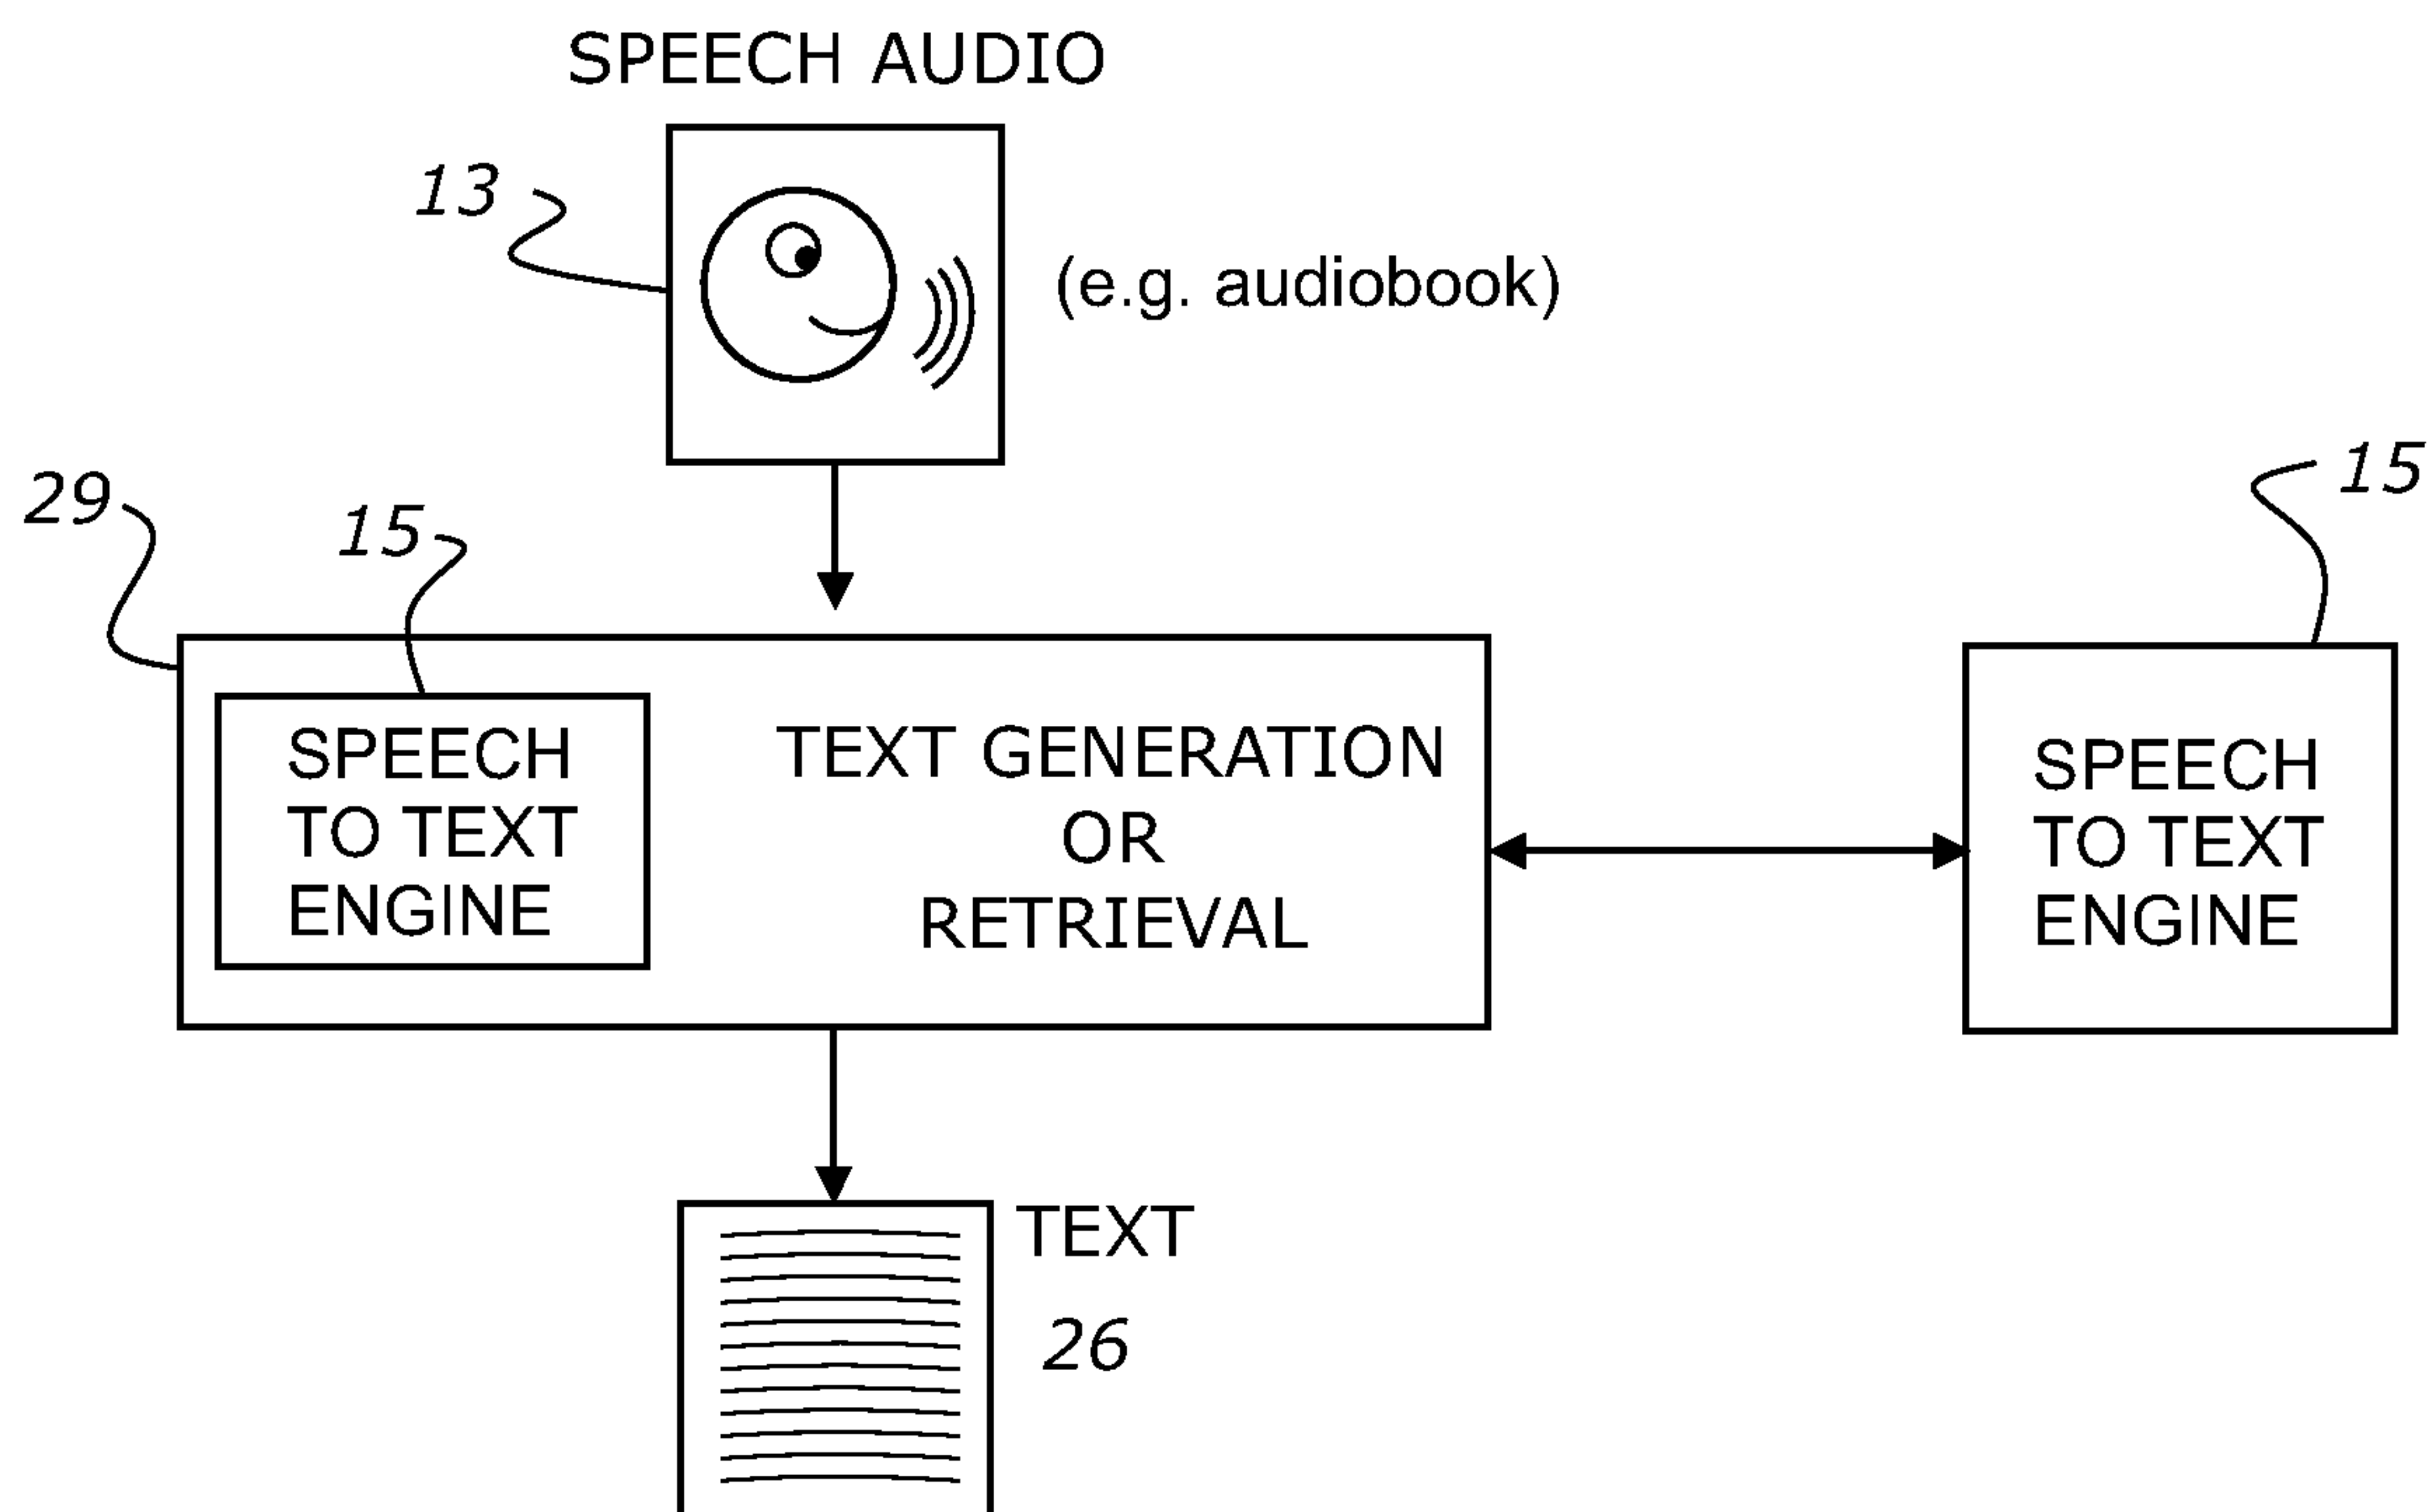 SPEECH AUDIO
13
(e.g. audiobook)
29
15
15
SPEECH
TO TEXT
ENGINE
TEXT GENERATION
OR
RETRIEVAL
SPEECH
TO TEXT
ENGINE
TEXT
26